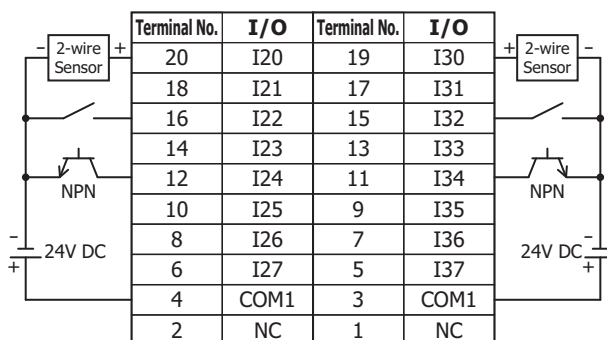 Terminal No. I/O Terminal No. I/O
– 2-wire Sensor + 20 I20 19 I30 + 2-wire Sensor –
18 I21 17 I31
16 I22 15 I32
14 I23 13 I33
NPN 12 I24 11 I34 NPN
10 I25 9 I35
– 24V DC + 8 I26 7 I36 – 24V DC +
6 I27 5 I37
4 COM1 3 COM1
2 NC 1 NC